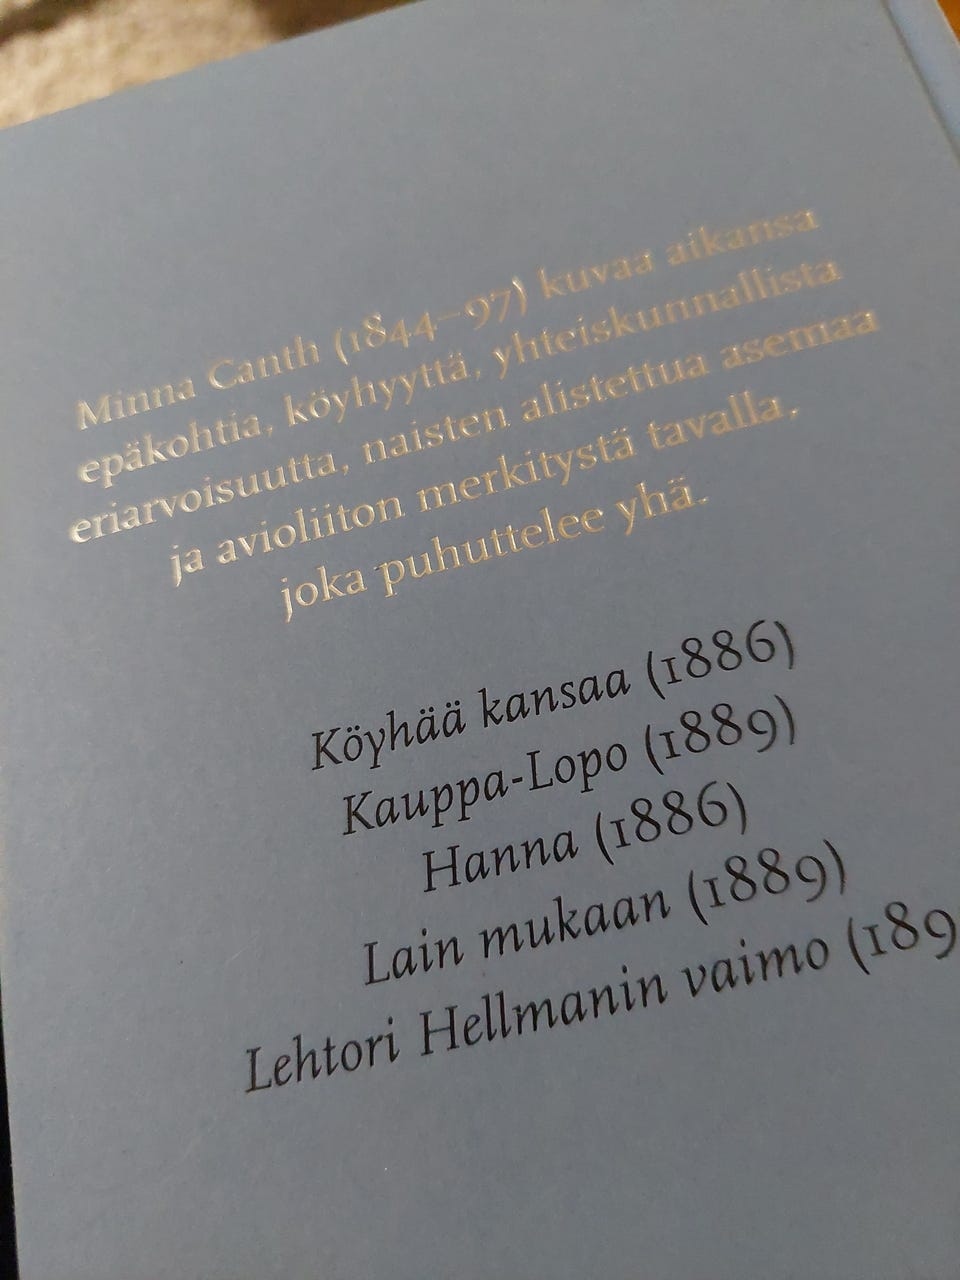 Minna Canth (1844–97) kuvaa aikansa
epäkohtia, köyhyyttä, yhteiskunnallista
eriarvoisuutta, naisten alistettua asemaa
ja avioliiton merkitystä tavalla,
joka puhuttelee yhä.
Köyhää kansaa (1886)
Kauppa-Lopo (1889)
Hanna (1886)
Lain mukaan (1889)
Lehtori Hellmanin vaimo (189